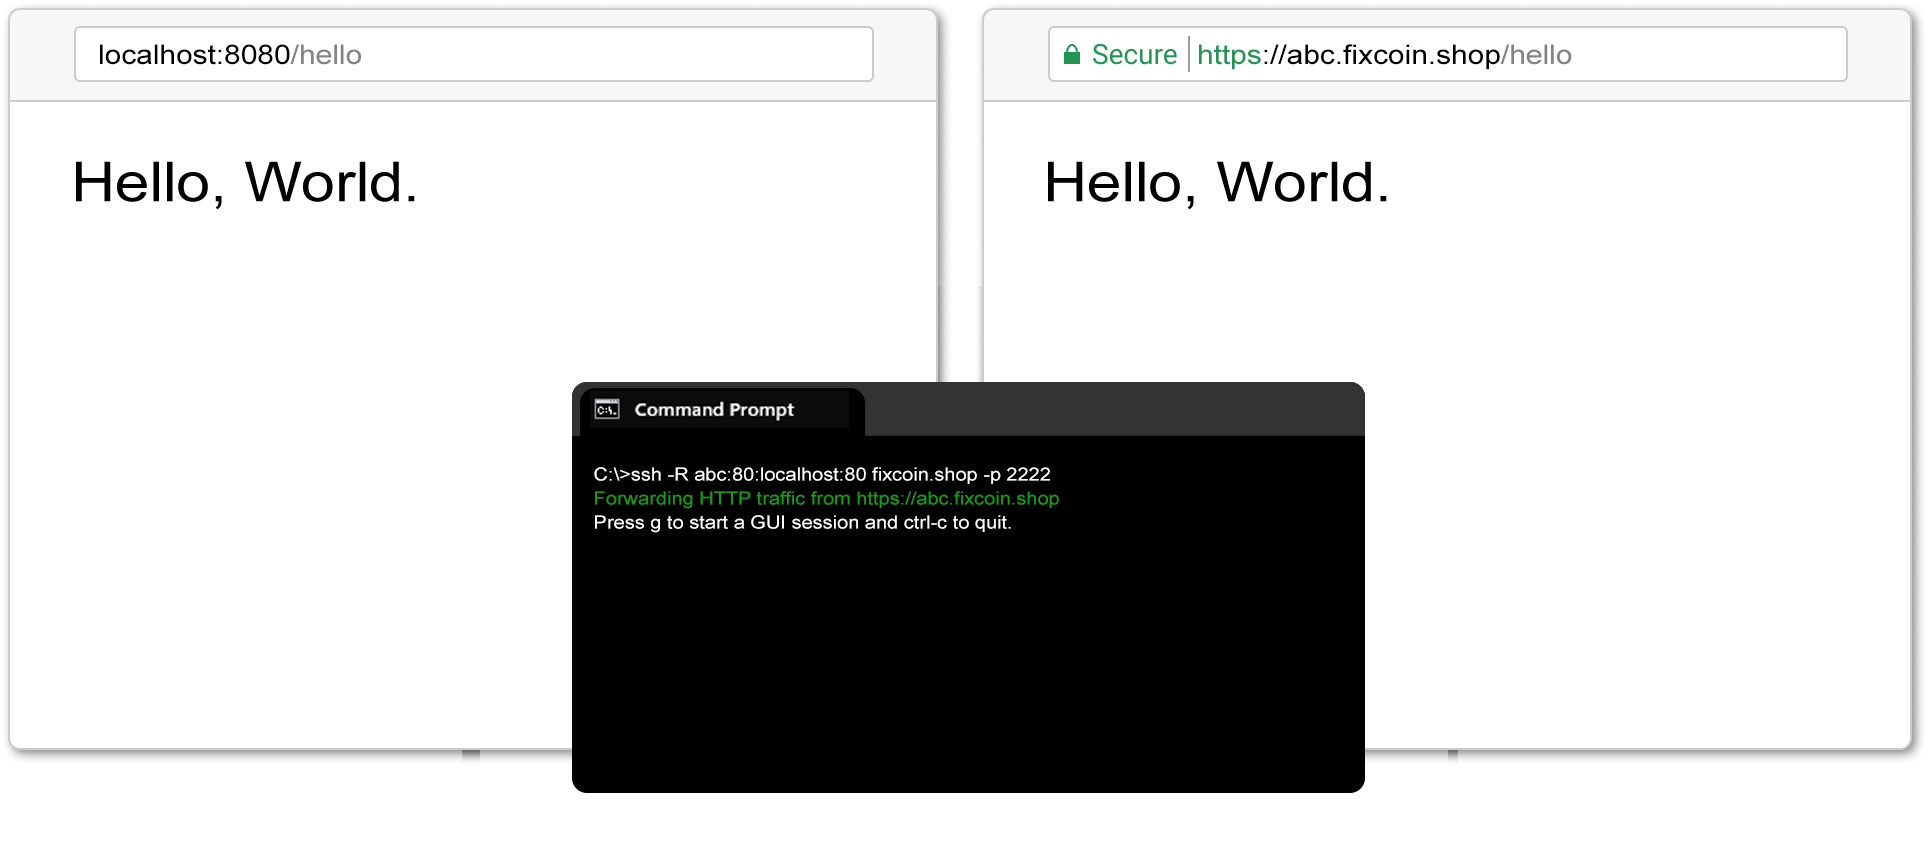 localhost:8080/hello
Hello, World.
Secure https://abc.fixcoin.shop/hello
Hello, World.
C:\. Command Prompt
C:\>ssh -R abc:80:localhost:80 fixcoin.shop -p 2222
Forwarding HTTP traffic from https://abc.fixcoin.shop
Press g to start a GUI session and ctrl-c to quit.